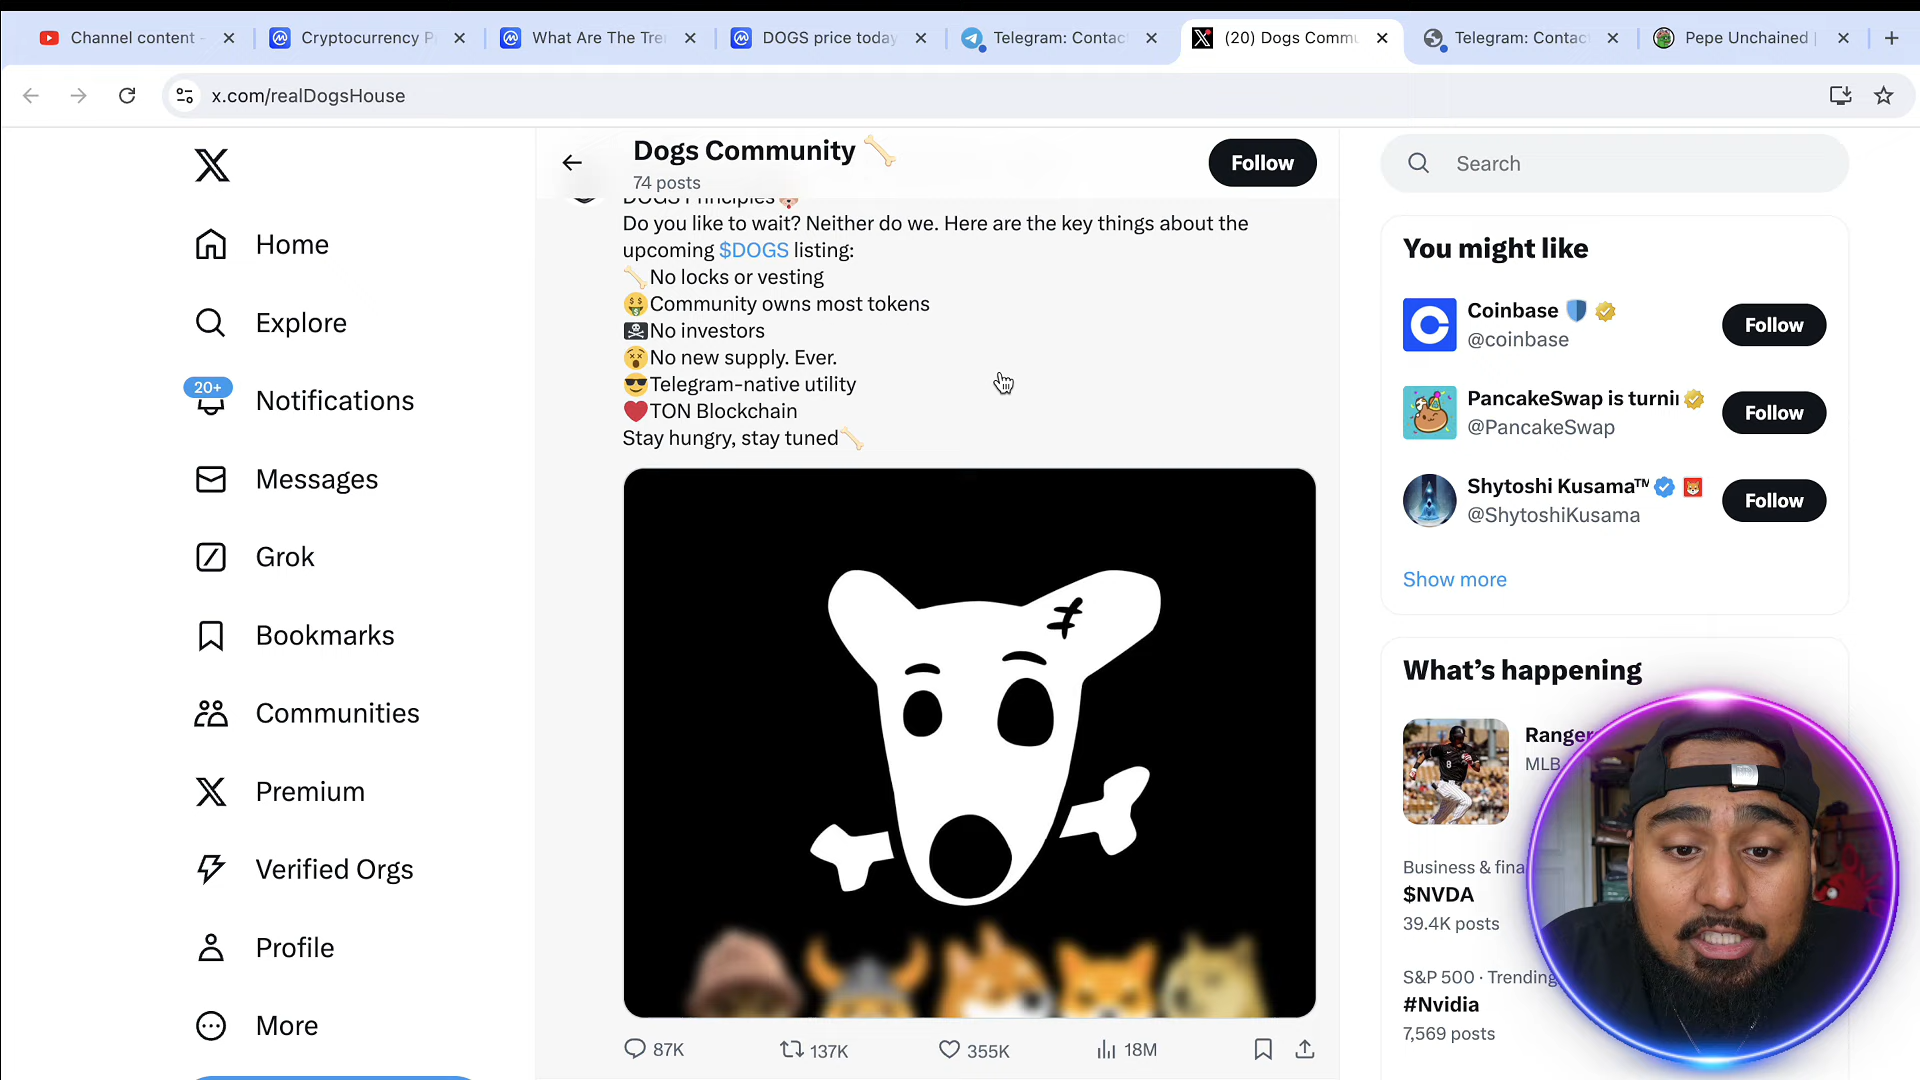 Channel content -
Cryptocurrency P
What Are The Tre
DOGS price today
Telegram: Contac
(20) Dogs Commu
Telegram: Contac
Pepe Unchained |
x.com/realDogsHouse
Dogs Community
74 posts
Follow
Search
Home
Explore
20+
Notifications
Messages
Grok
Bookmarks
Communities
Premium
Verified Orgs
Profile
More
DOGS Principles
Do you like to wait? Neither do we. Here are the key things about the
upcoming $DOGS listing:
No locks or vesting
Community owns most tokens
No investors
No new supply. Ever.
Telegram-native utility
TON Blockchain
Stay hungry, stay tuned
87K
137K
355K
18M
You might like
Coinbase
@coinbase
Follow
PancakeSwap is turni
@PancakeSwap
Follow
Shytoshi Kusama™
@ShytoshiKusama
Follow
Show more
What's happening
Ranger
MLB
Business & fina
$NVDA
39.4K posts
S&P 500 · Trending
#Nvidia
7,569 posts
8